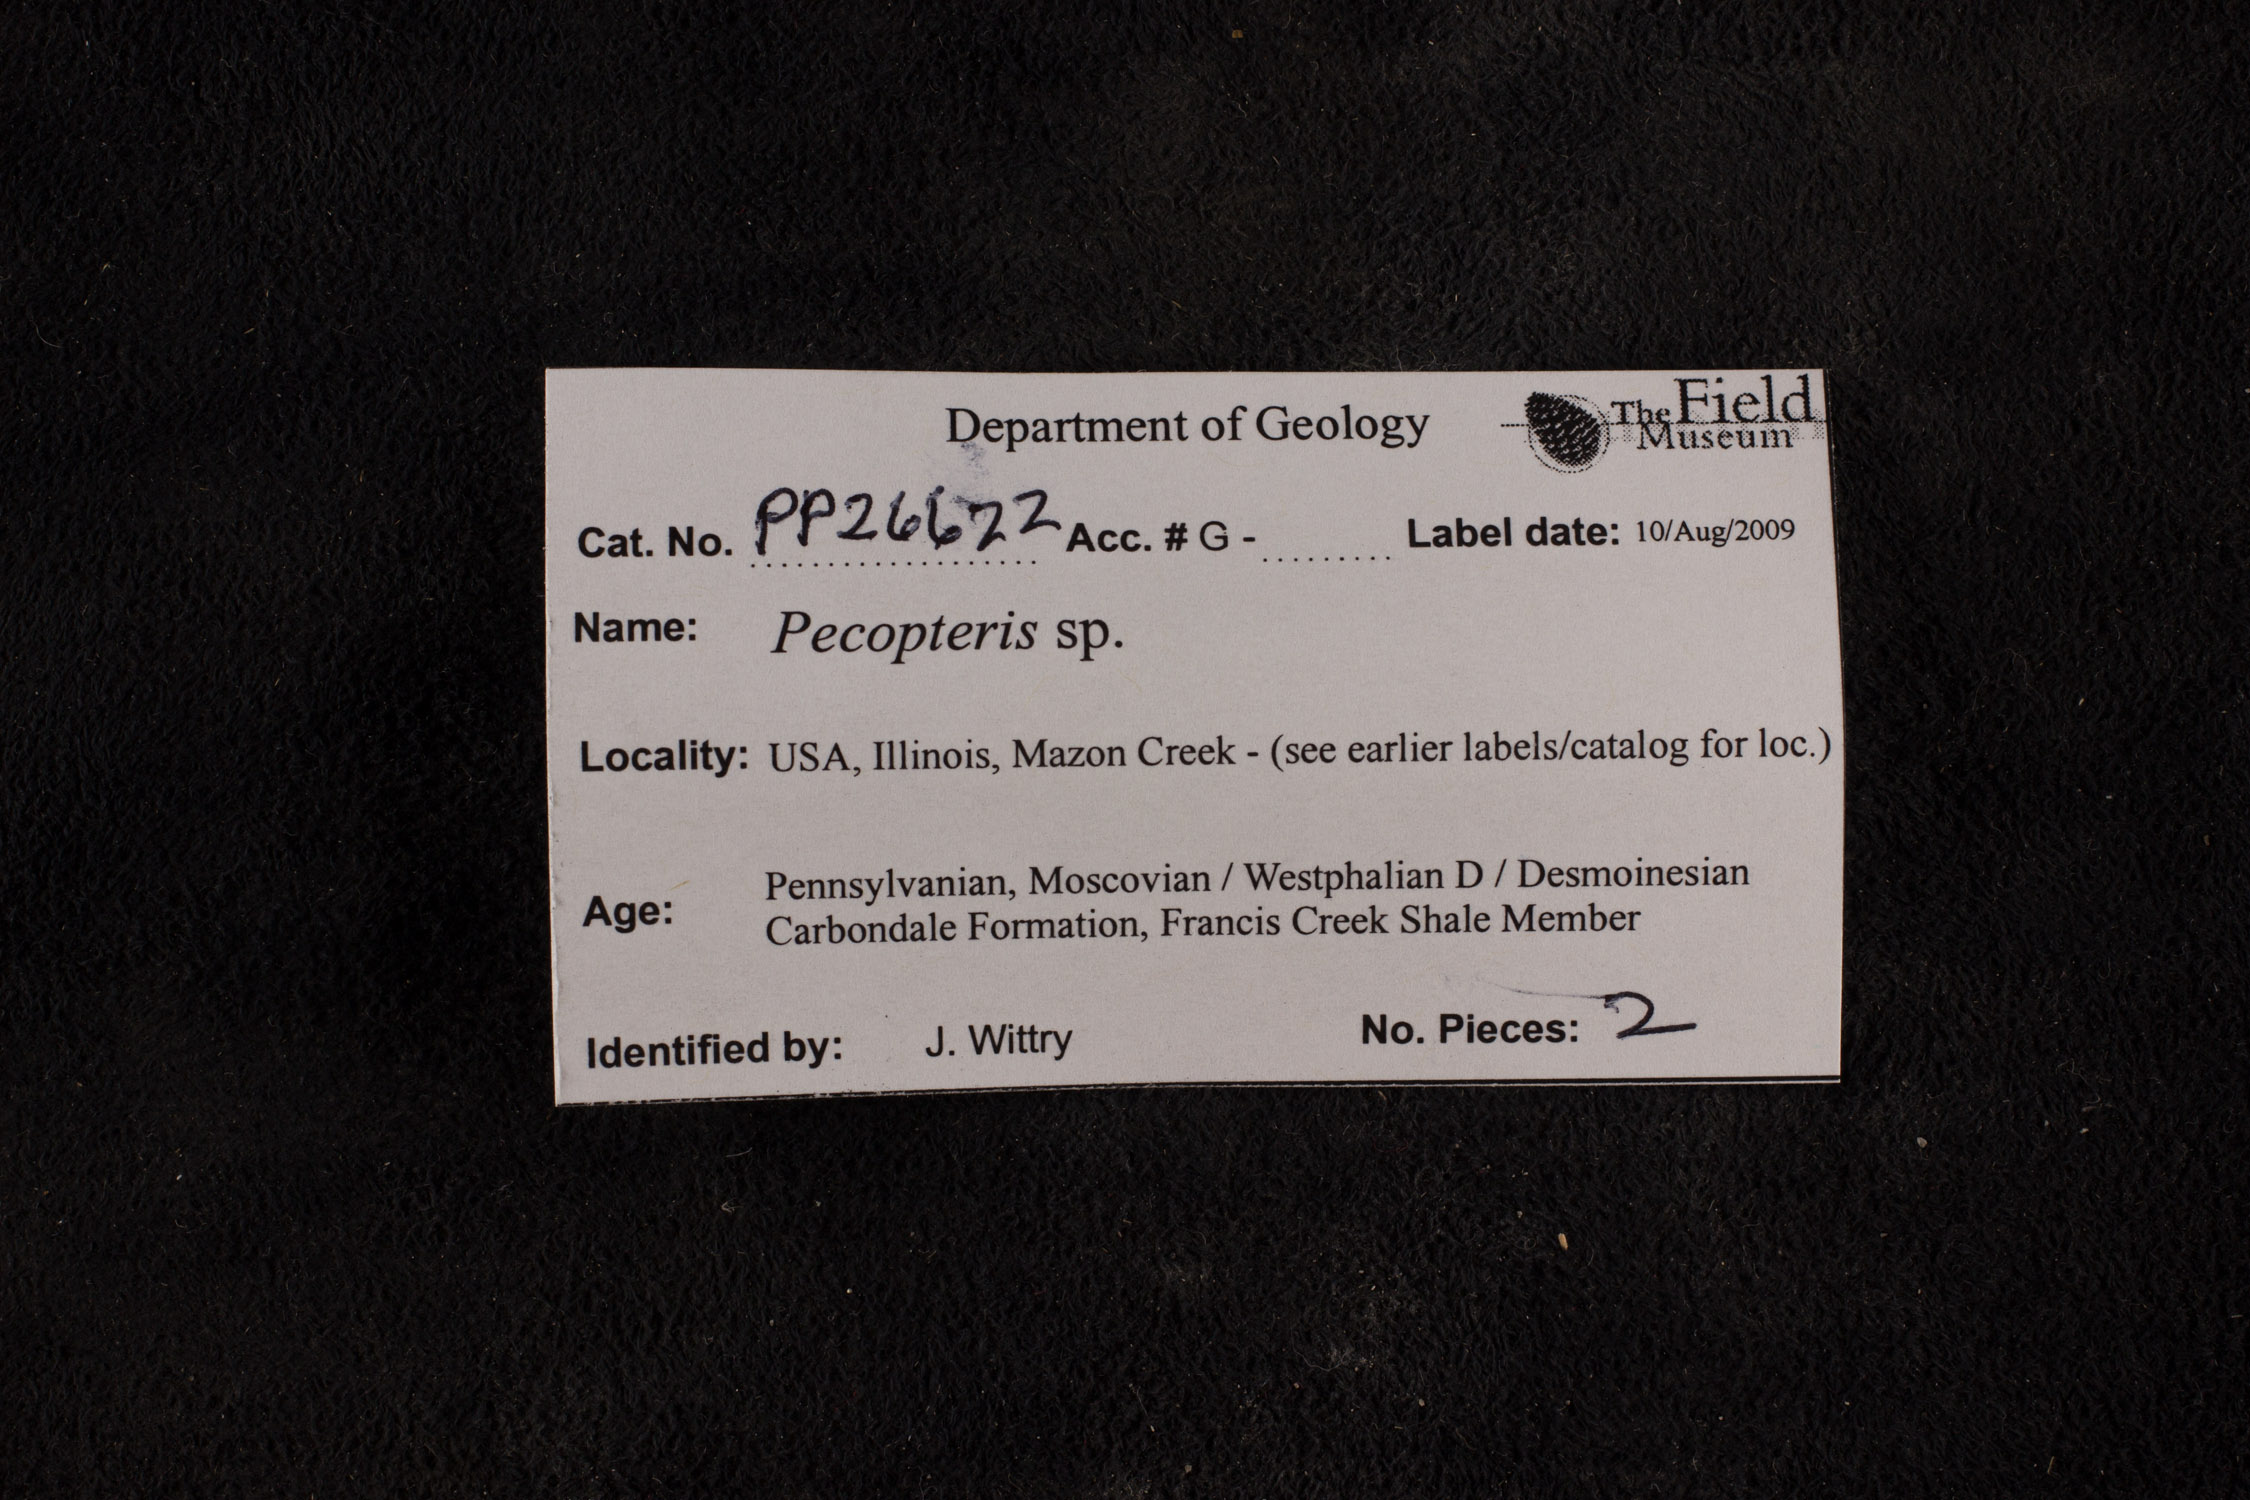 Department of Geology
The Field
Museum
Cat. No. PP26622 Acc. # G - ......... Label date: 10/Aug/2009
Name: Pecopteris sp.
Locality: USA, Illinois, Mazon Creek - (see earlier labels/catalog for loc.)
Age: Pennsylvanian, Moscovian / Westphalian D / Desmoinesian
Carbondale Formation, Francis Creek Shale Member
Identified by: J. Wittry No. Pieces: 2